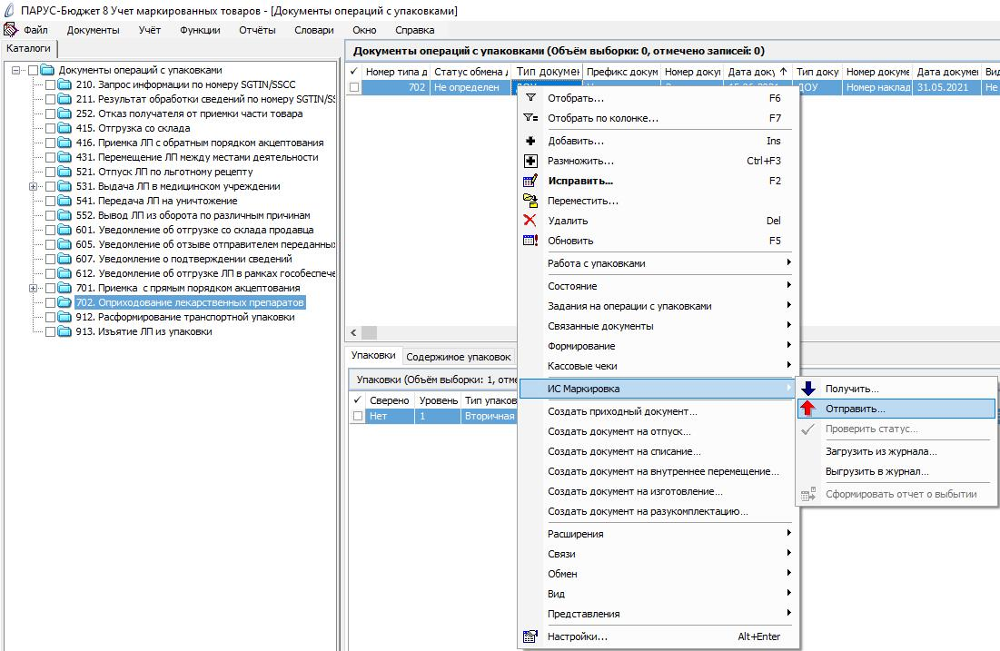 ПАРУС-Бюджет 8 Учет маркированных товаров - [Документы операций с упаковками]
Файл Документы Учёт Функции Отчёты Словари Окно Справка
Каталоги
Документы операций с упаковками
210. Запрос информации по номеру SGTIN/SSCC
211. Результат обработки сведений по номеру SGTIN/SS
252. Отказ получателя от приемки части товара
415. Отгрузка со склада
416. Приемка ЛП с обратным порядком акцептования
431. Перемещение ЛП между местами деятельности
521. Отпуск ЛП по льготному рецепту
531. Выдача ЛП в медицинском учреждении
541. Передача ЛП на уничтожение
552. Вывод ЛП из оборота по различным причинам
601. Уведомление об отгрузке со склада продавца
605. Уведомление об отзыве отправителем переданных
607. Уведомление о подтверждении сведений
612. Уведомление об отгрузке ЛП в рамках гособеспече
701. Приемка с прямым порядком акцептования
702. Оприходование лекарственных препаратов
912. Расформирование транспортной упаковки
913. Изъятие ЛП из упаковки
Документы операций с упаковками (Объём выборки: 0, отмечено записей: 0)
Номер типа д Статус обмена д Тип докумен Префикс докум Номер докум Дата доку Тип доку Номер докуме Дата докумен Вид
702 Не определен ДОУ 15.06.2021 ДОУ Номер наклад 31.05.2021 Не
Упаковки Содержимое упаковок
Упаковки (Объём выборки: 1, отме
Сверено Уровень Тип упаков
Нет 1 Вторичная
Отобрать... F6
Отобрать по колонке... F7
Добавить... Ins
Размножить... Ctrl+F3
Исправить... F2
Переместить...
Удалить Del
Обновить F5
Работа с упаковками
Состояние
Задания на операции с упаковками
Связанные документы
Формирование
Кассовые чеки
ИС Маркировка
Создать приходный документ...
Создать документ на отпуск...
Создать документ на списание...
Создать документ на внутреннее перемещение...
Создать документ на изготовление...
Создать документ на разукомплектацию...
Расширения
Связи
Обмен
Вид
Представления
Настройки... Alt+Enter
Получить...
Отправить...
Проверить статус...
Загрузить из журнала...
Выгрузить в журнал...
Сформировать отчет о выбытии